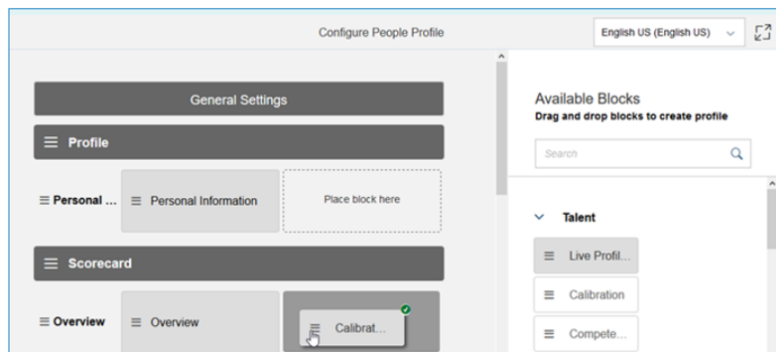 Configure People Profile
English US (English US)
General Settings
Profile
Personal ...
Personal Information
Place block here
Scorecard
Overview
Overview
Calibrat...
Available Blocks
Drag and drop blocks to create profile
Search
Talent
Live Profil...
Calibration
Compete...